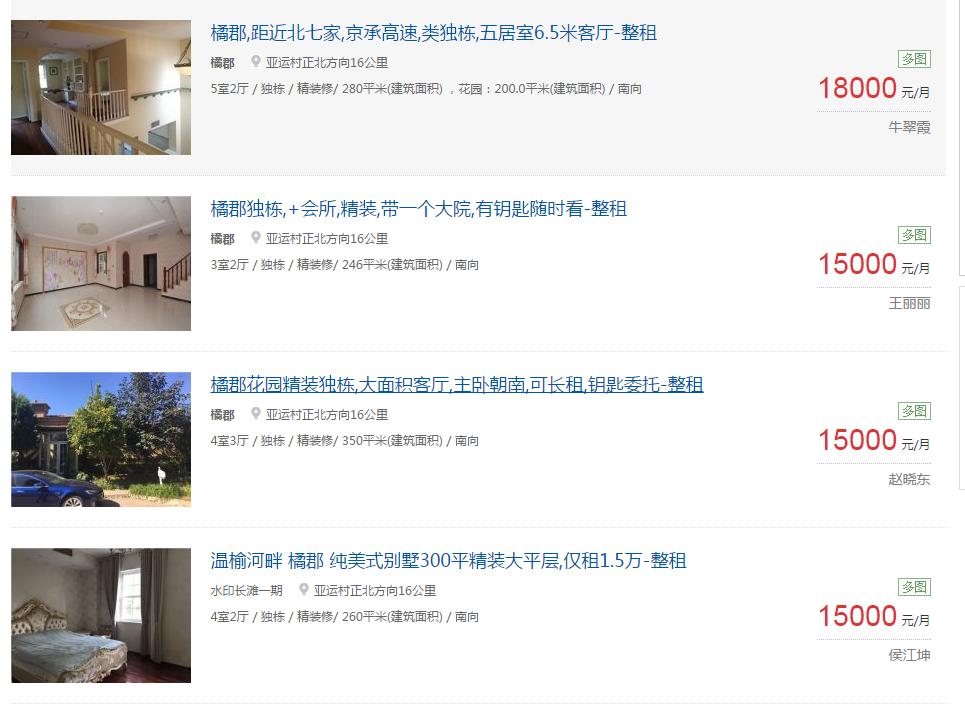 橘郡,距近北七家,京承高速,类独栋,五居室6.5米客厅-整租
橘郡 亚运村正北方向16公里
多图
5室2厅 / 独栋 / 精装修/ 280平米(建筑面积) ，花园：200.0平米(建筑面积) / 南向
18000 元/月
牛翠霞
橘郡独栋,+会所,精装,带一个大院,有钥匙随时看-整租
橘郡 亚运村正北方向16公里
多图
3室2厅 / 独栋 / 精装修/ 246平米(建筑面积) / 南向
15000 元/月
王丽丽
橘郡花园精装独栋,大面积客厅,主卧朝南,可长租,钥匙委托-整租
橘郡 亚运村正北方向16公里
多图
4室3厅 / 独栋 / 精装修/ 350平米(建筑面积) / 南向
15000 元/月
赵晓东
温榆河畔 橘郡 纯美式别墅300平精装大平层,仅租1.5万-整租
水印长滩一期 亚运村正北方向16公里
多图
4室2厅 / 独栋 / 精装修/ 260平米(建筑面积) / 南向
15000 元/月
侯江坤